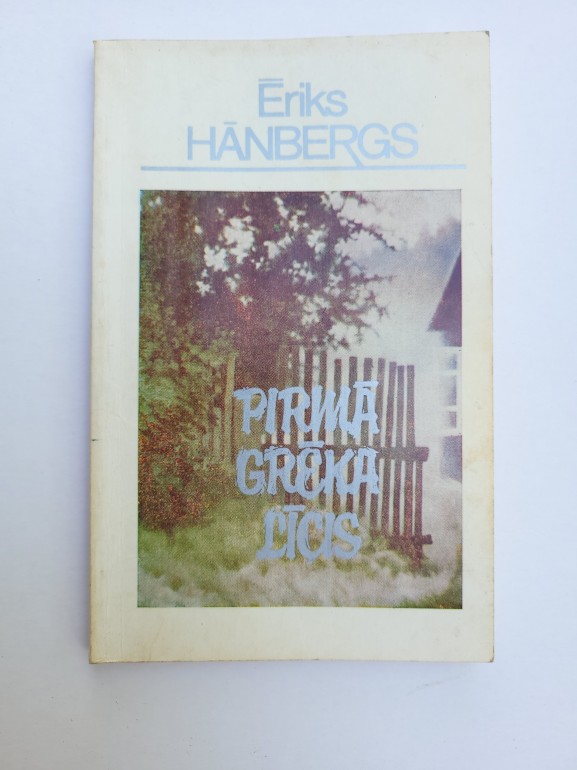 Ēriks
HĀNBERGS
PIRMĀ
GRĒKA
LĪCIS